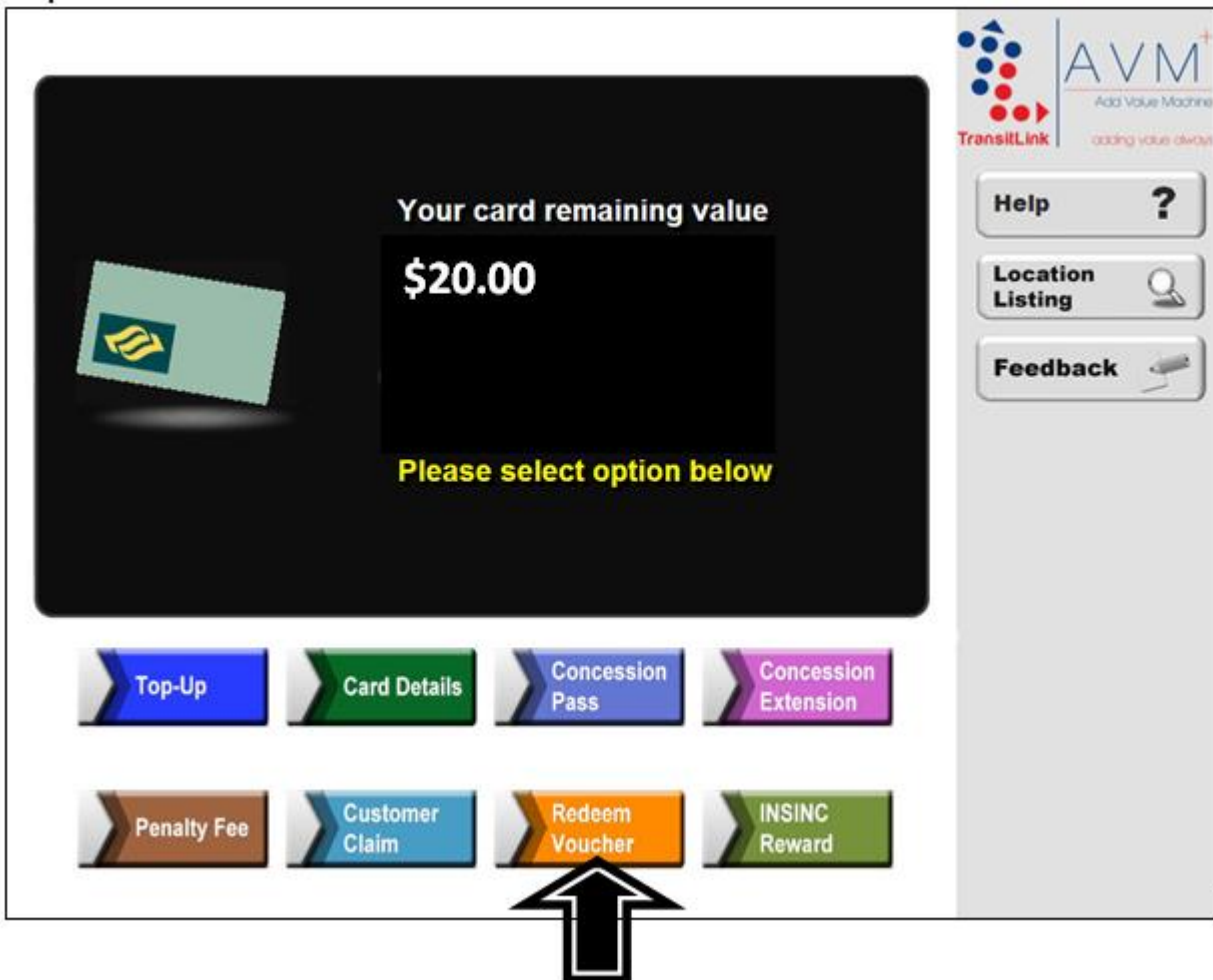 AVM+
Add Value Machine
TransitLink
adding value always
Your card remaining value
$20.00
Please select option below
Help ?
Location
Listing
Feedback
Top-Up
Card Details
Concession
Pass
Concession
Extension
Penalty Fee
Customer
Claim
Redeem
Voucher
INSINC
Reward